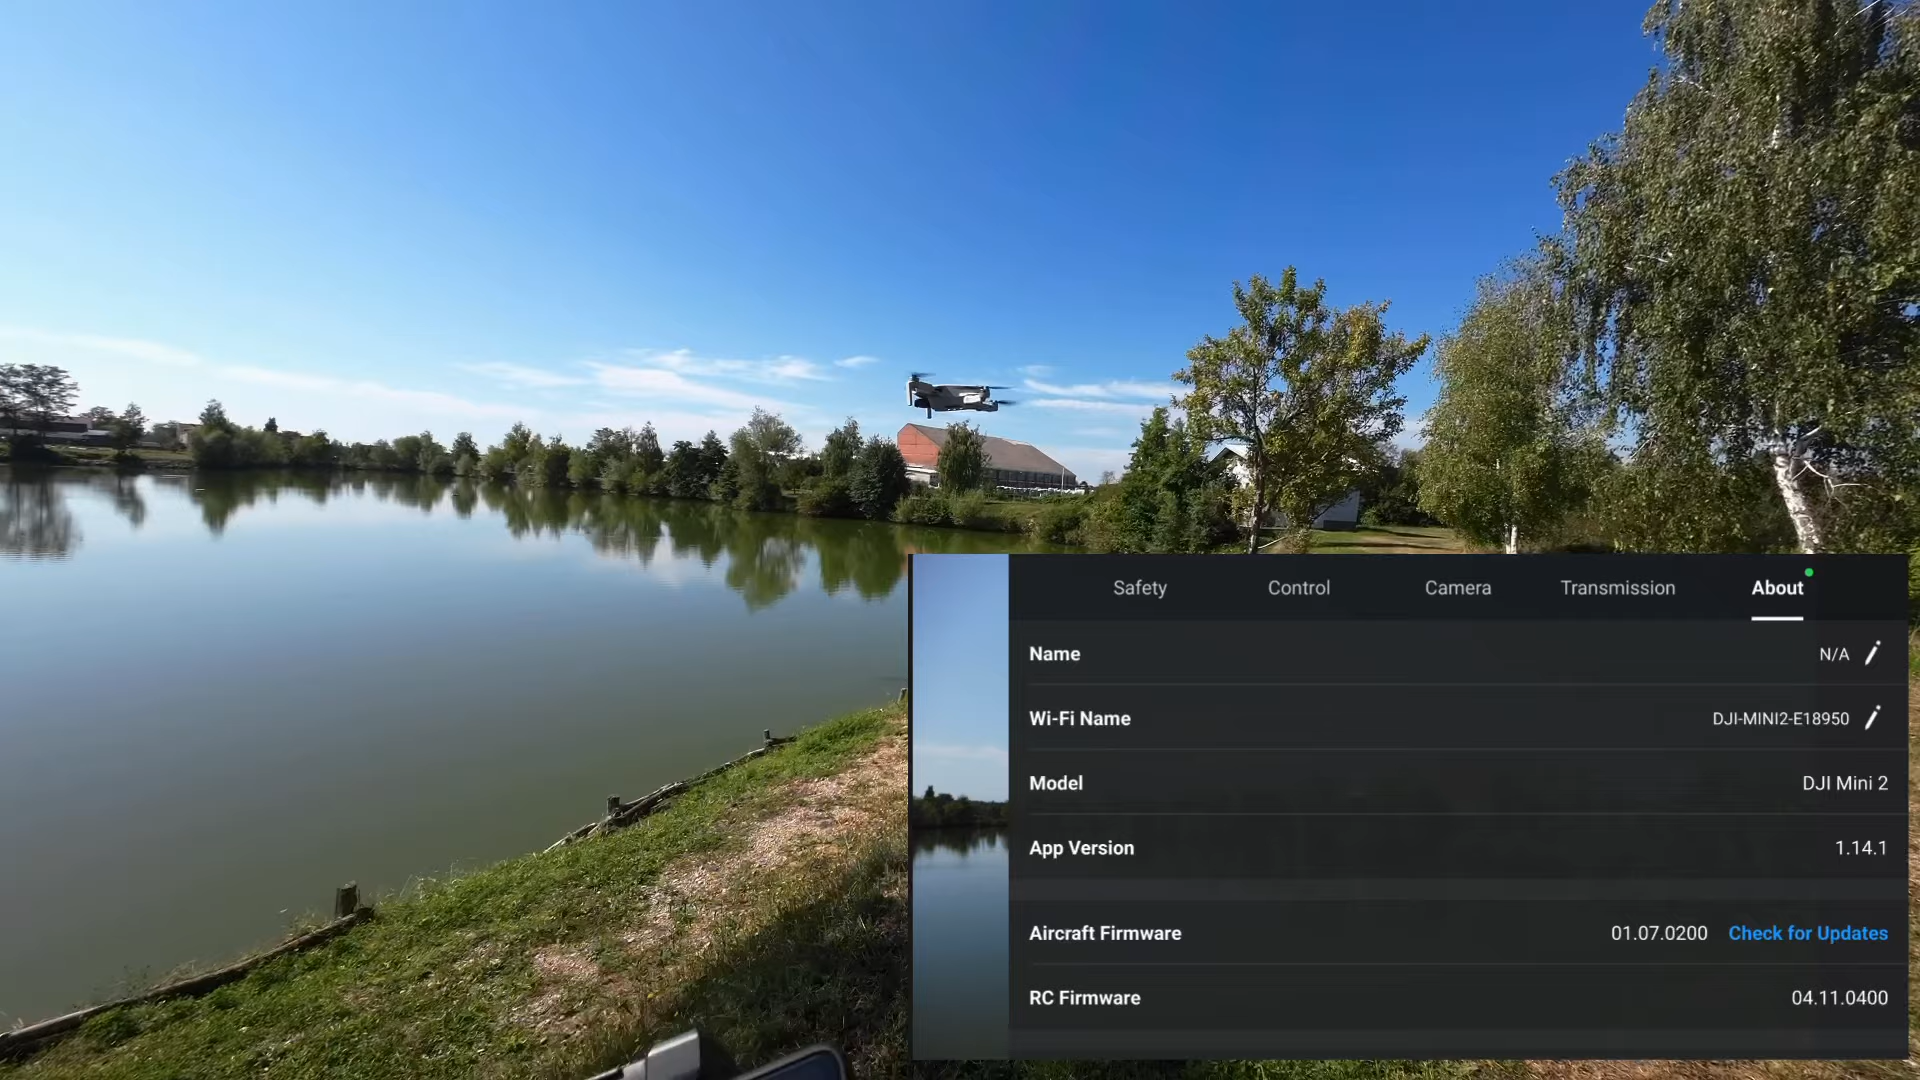 Safety Control Camera Transmission About
Name N/A
Wi-Fi Name DJI-MINI2-E18950
Model DJI Mini 2
App Version 1.14.1
Aircraft Firmware 01.07.0200 Check for Updates
RC Firmware 04.11.0400